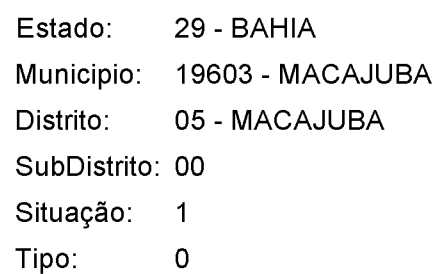 Estado: 29 - BAHIA
Municipio: 19603 - MACAJUBA
Distrito: 05 - MACAJUBA
SubDistrito: 00
Situação: 1
Tipo: 0